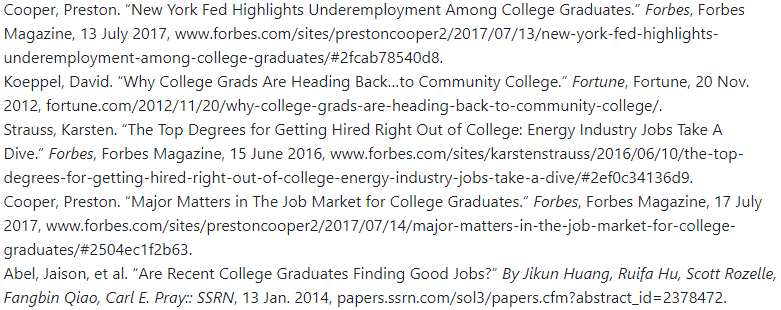 Cooper, Preston. “New York Fed Highlights Underemployment Among College Graduates.” Forbes, Forbes
Magazine, 13 July 2017, www.forbes.com/sites/prestoncooper2/2017/07/13/new-york-fed-highlights-
underemployment-among-college-graduates/#2fcab78540d8.
Koeppel, David. “Why College Grads Are Heading Back...to Community College.” Fortune, Fortune, 20 Nov.
2012, fortune.com/2012/11/20/why-college-grads-are-heading-back-to-community-college/.
Strauss, Karsten. “The Top Degrees for Getting Hired Right Out of College: Energy Industry Jobs Take A
Dive.” Forbes, Forbes Magazine, 15 June 2016, www.forbes.com/sites/karstenstrauss/2016/06/10/the-top-
degrees-for-getting-hired-right-out-of-college-energy-industry-jobs-take-a-dive/#2ef0c34136d9.
Cooper, Preston. “Major Matters in The Job Market for College Graduates.” Forbes, Forbes Magazine, 17 July
2017, www.forbes.com/sites/prestoncooper2/2017/07/14/major-matters-in-the-job-market-for-college-
graduates/#2504ec1f2b63.
Abel, Jaison, et al. “Are Recent College Graduates Finding Good Jobs?” By Jikun Huang, Ruifa Hu, Scott Rozelle,
Fangbin Qiao, Carl E. Pray:: SSRN, 13 Jan. 2014, papers.ssrn.com/sol3/papers.cfm?abstract_id=2378472.